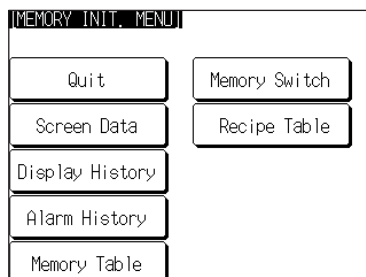 [MEMORY INIT. MENU]
Quit
Memory Switch
Screen Data
Recipe Table
Display History
Alarm History
Memory Table